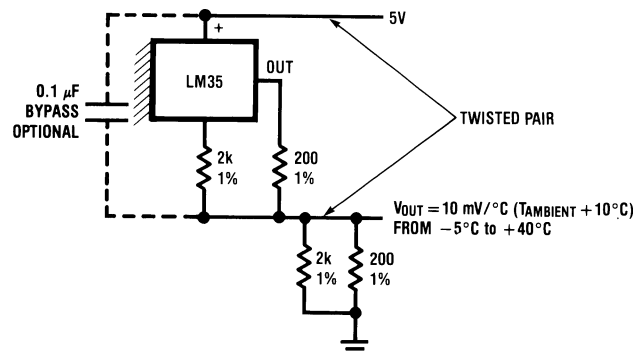 5V
+
OUT
LM35
0.1 µF
BYPASS
OPTIONAL
TWISTED PAIR
2k
1%
200
1%
VOUT = 10 mV/°C (TAMBIENT + 10°C)
FROM −5°C to +40°C
2k
1%
200
1%